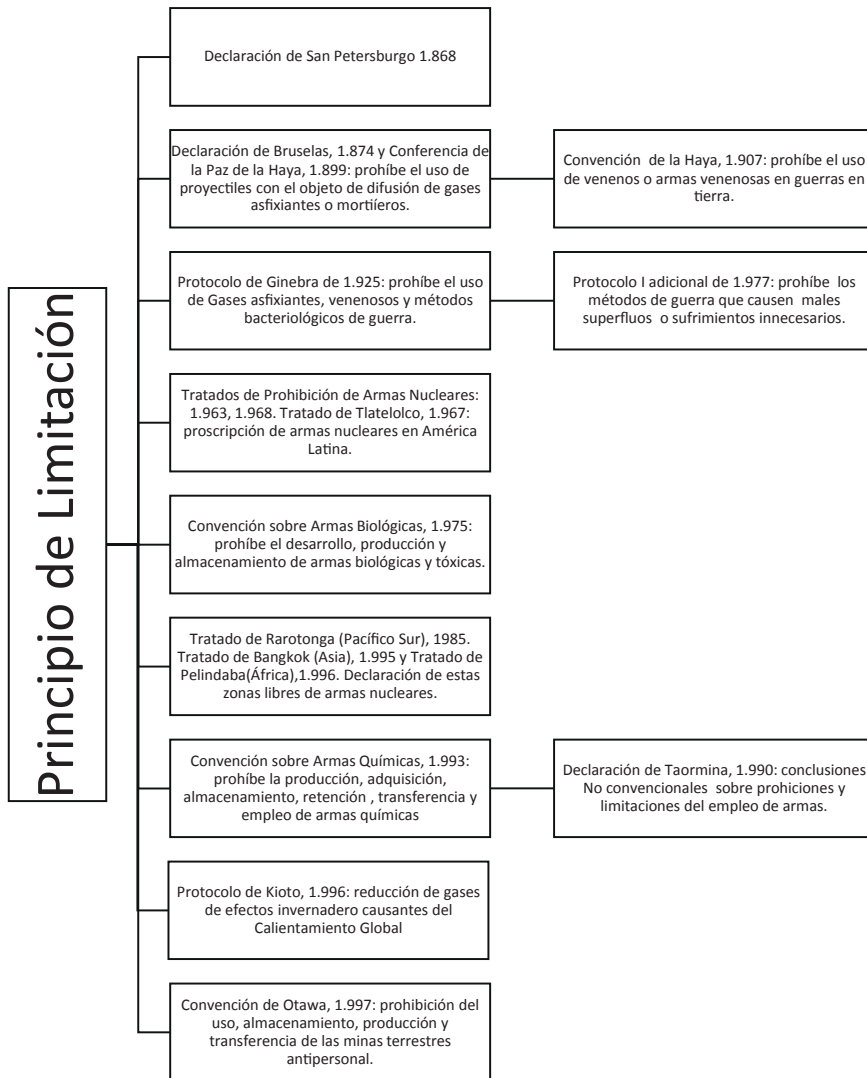 Principio de Limitación
Declaración de San Petersburgo 1.868
Declaración de Bruselas, 1.874 y Conferencia de
la Paz de la Haya, 1.899: prohíbe el uso de
proyectiles con el objeto de difusión de gases
asfixiantes o mortiíeros.
Convención de la Haya, 1.907: prohíbe el uso
de venenos o armas venenosas en guerras en
tierra.
Protocolo de Ginebra de 1.925: prohíbe el uso
de Gases asfixiantes, venenosos y métodos
bacteriológicos de guerra.
Protocolo I adicional de 1.977: prohíbe los
métodos de guerra que causen males
superfluos o sufrimientos innecesarios.
Tratados de Prohibición de Armas Nucleares:
1.963, 1.968. Tratado de Tlatelolco, 1.967:
proscripción de armas nucleares en América
Latina.
Convención sobre Armas Biológicas, 1.975:
prohíbe el desarrollo, producción y
almacenamiento de armas biológicas y tóxicas.
Tratado de Rarotonga (Pacífico Sur), 1985.
Tratado de Bangkok (Asia), 1.995 y Tratado de
Pelindaba(África),1.996. Declaración de estas
zonas libres de armas nucleares.
Convención sobre Armas Químicas, 1.993:
prohíbe la producción, adquisición,
almacenamiento, retención , transferencia y
empleo de armas químicas
Declaración de Taormina, 1.990: conclusiones
No convencionales sobre prohiciones y
limitaciones del empleo de armas.
Protocolo de Kioto, 1.996: reducción de gases
de efectos invernadero causantes del
Calientamiento Global
Convención de Otawa, 1.997: prohibición del
uso, almacenamiento, producción y
transferencia de las minas terrestres
antipersonal.